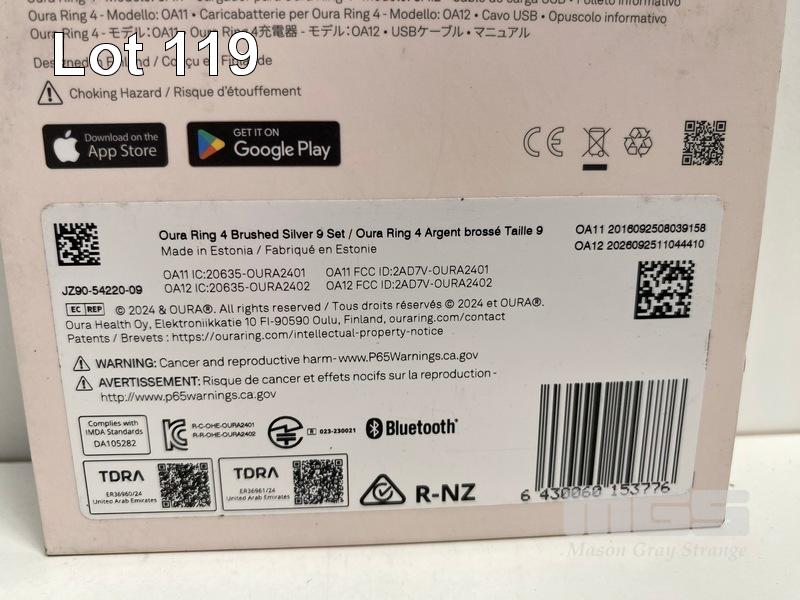 Oura Ring 4 - Modello: OA11 • Caricabatterie per Oura Ring 4 - Modello: OA12 • Cavo USB • Opuscolo informativo
Oura Ring 4 - モデル：OA11 • Oura Ring 4充電器 - モデル：OA12 • USBケーブル • マニュアル
Lot 119
Designed in Finland / Conçu en Finlande
Choking Hazard / Risque d'étouffement
Download on the
App Store
GET IT ON
Google Play
CE
Oura Ring 4 Brushed Silver 9 Set / Oura Ring 4 Argent brossé Taille 9
Made in Estonia / Fabriqué en Estonie
OA11 2016092508039158
OA12 2026092511044410
OA11 IC:20635-OURA2401 OA11 FCC ID:2AD7V-OURA2401
OA12 IC:20635-OURA2402 OA12 FCC ID:2AD7V-OURA2402
JZ90-54220-09
EC REP © 2024 & OURA®. All rights reserved / Tous droits réservés © 2024 et OURA®.
Oura Health Oy, Elektroniikkatie 10 FI-90590 Oulu, Finland, ouraring.com/contact
Patents / Brevets : https://ouraring.com/intellectual-property-notice
WARNING: Cancer and reproductive harm-www.P65Warnings.ca.gov
AVERTISSEMENT: Risque de cancer et effets nocifs sur la reproduction -
http://www.p65warnings.ca.gov
Complies with
IMDA Standards
DA105282
R-C-OHE-OURA2401
R-R-OHE-OURA2402
R 023-230021
Bluetooth®
TDRA
ER36960/24
United Arab Emirates
TDRA
ER36961/24
United Arab Emirates
R-NZ
6 430060 153776
MGS
Mason Gray Strange